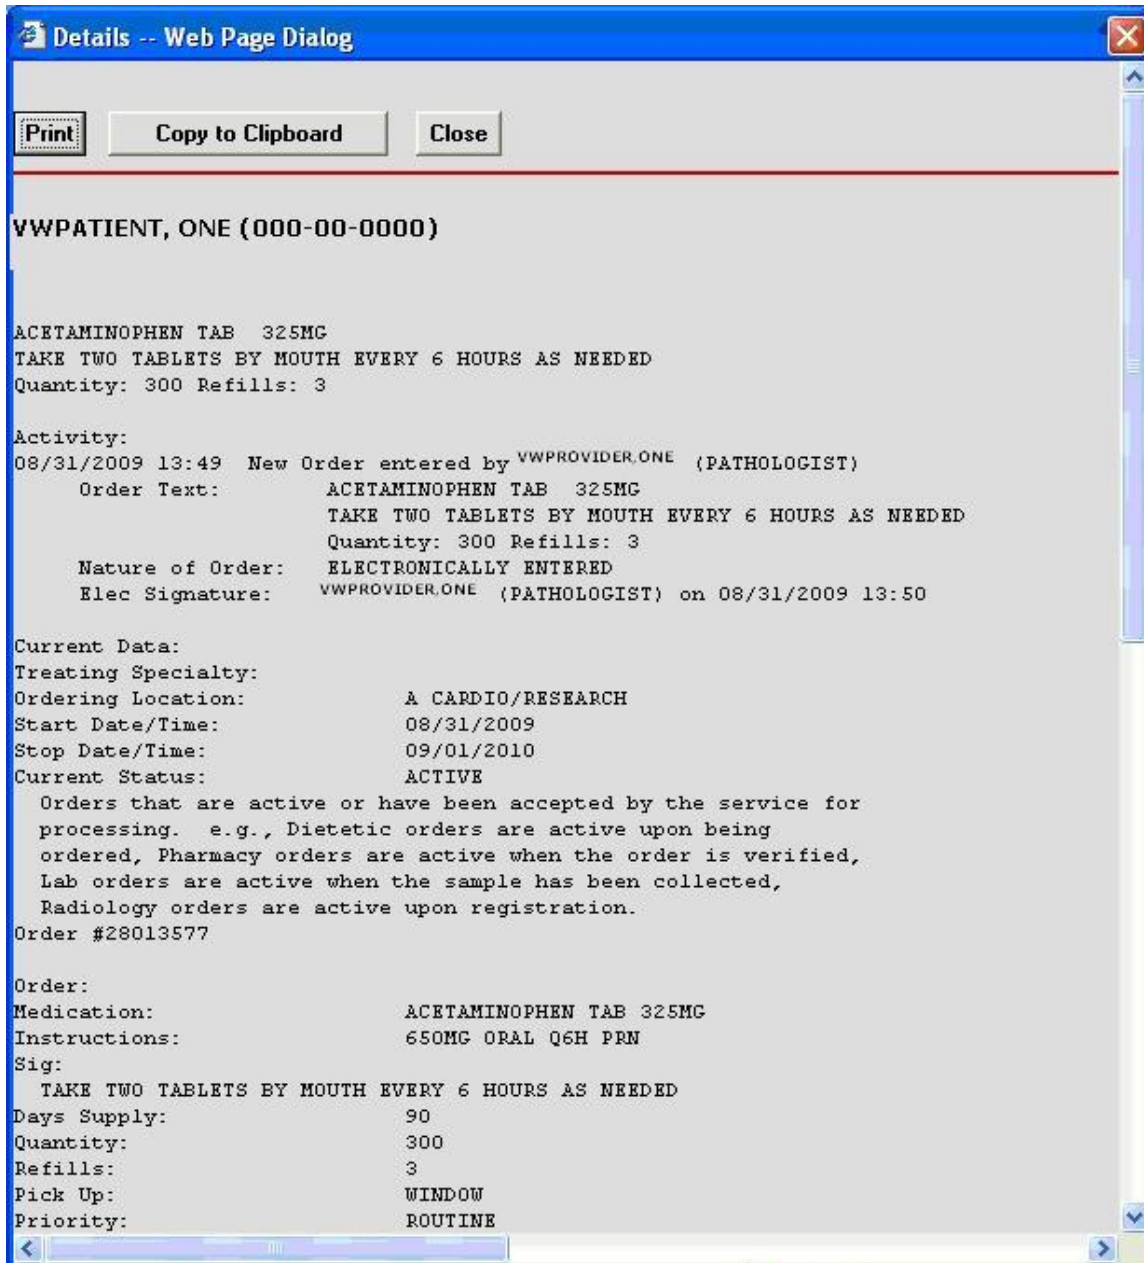 Details -- Web Page Dialog
Print Copy to Clipboard Close
VWPATIENT, ONE (000-00-0000)
ACETAMINOPHEN TAB 325MG
TAKE TWO TABLETS BY MOUTH EVERY 6 HOURS AS NEEDED
Quantity: 300 Refills: 3
Activity:
08/31/2009 13:49 New Order entered by VWPROVIDER,ONE (PATHOLOGIST)
Order Text: ACETAMINOPHEN TAB 325MG
TAKE TWO TABLETS BY MOUTH EVERY 6 HOURS AS NEEDED
Quantity: 300 Refills: 3
Nature of Order: ELECTRONICALLY ENTERED
Elec Signature: VWPROVIDER,ONE (PATHOLOGIST) on 08/31/2009 13:50
Current Data:
Treating Specialty:
Ordering Location: A CARDIO/RESEARCH
Start Date/Time: 08/31/2009
Stop Date/Time: 09/01/2010
Current Status: ACTIVE
Orders that are active or have been accepted by the service for
processing. e.g., Dietetic orders are active upon being
ordered, Pharmacy orders are active when the order is verified,
Lab orders are active when the sample has been collected,
Radiology orders are active upon registration.
Order #28013577
Order:
Medication: ACETAMINOPHEN TAB 325MG
Instructions: 650MG ORAL Q6H PRN
Sig:
TAKE TWO TABLETS BY MOUTH EVERY 6 HOURS AS NEEDED
Days Supply: 90
Quantity: 300
Refills: 3
Pick Up: WINDOW
Priority: ROUTINE